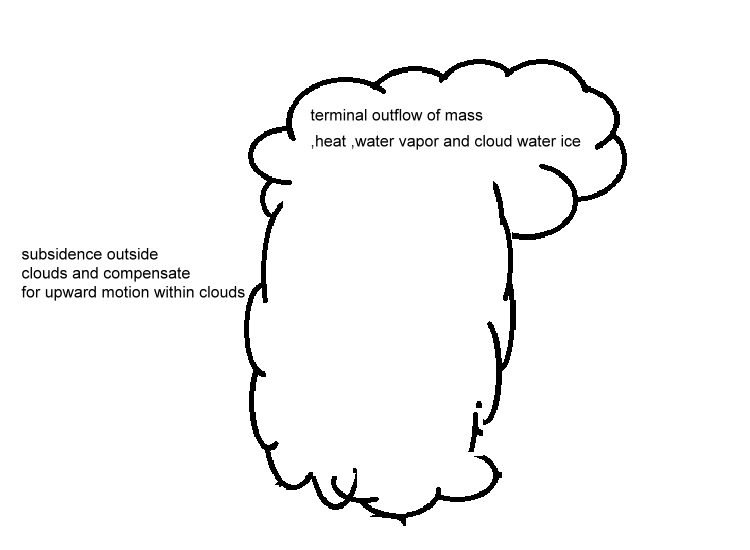 terminal outflow of mass
,heat ,water vapor and cloud water ice
subsidence outside
clouds and compensate
for upward motion within clouds